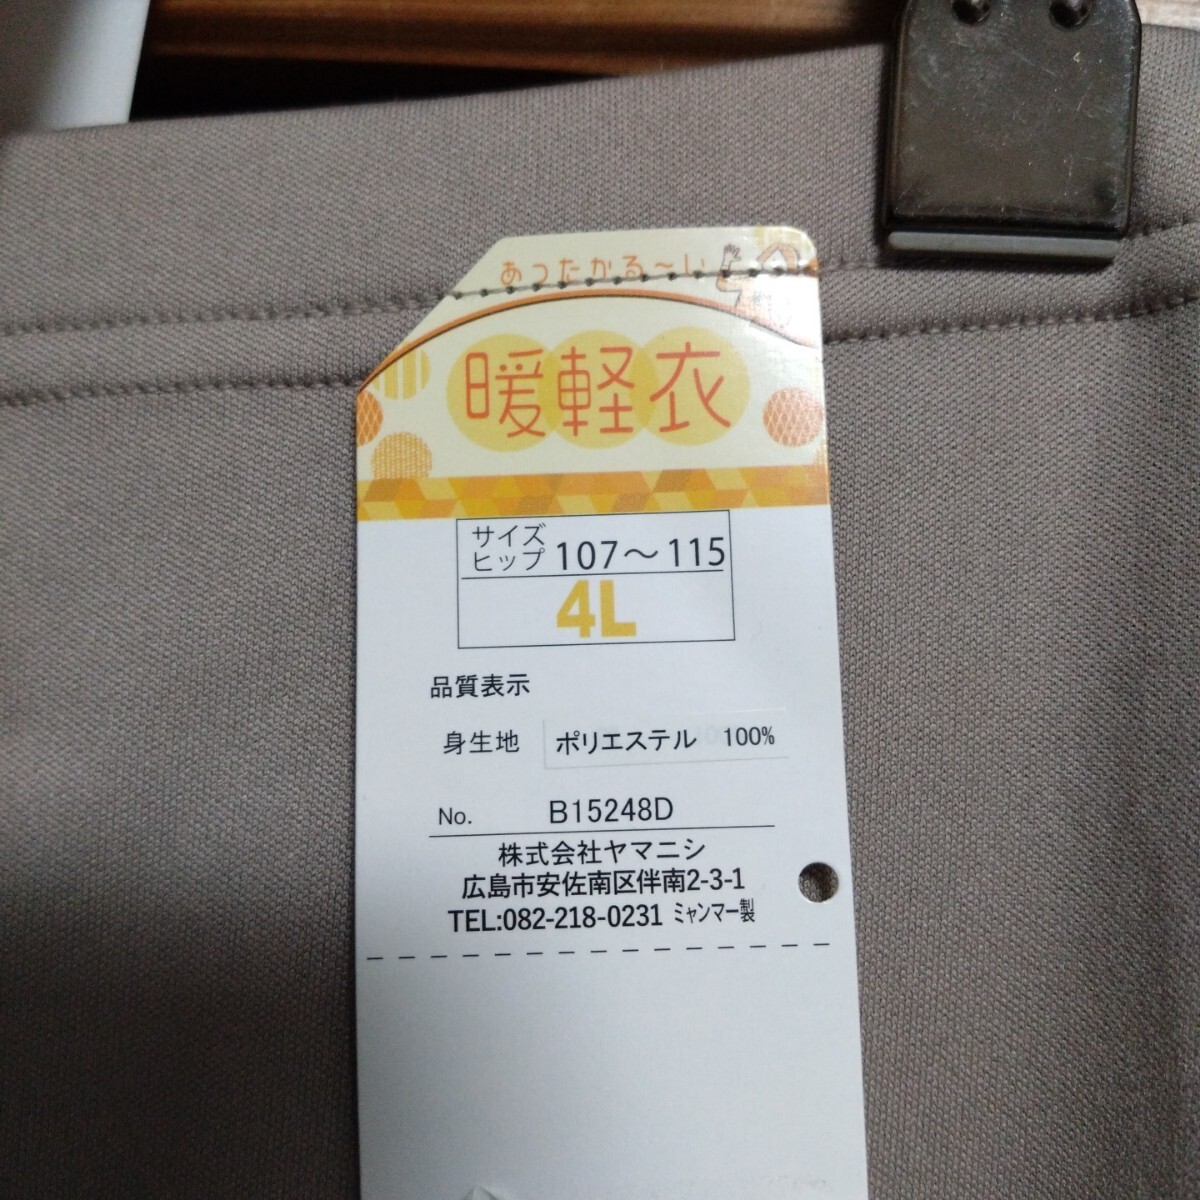 あったかる～い
暖軽衣
サイズ
ヒップ 107～115
4L
品質表示
身生地 ポリエステル 100%
No. B15248D
株式会社ヤマニシ
広島市安佐南区伴南2-3-1
TEL:082-218-0231 ミャンマー製